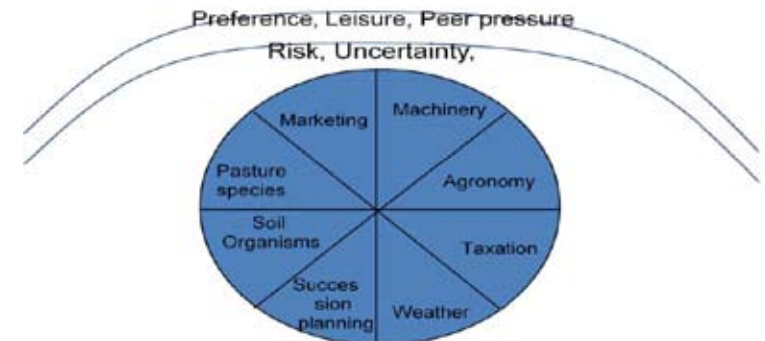 Preference, Leisure, Peer pressure
Risk, Uncertainty,
Marketing
Machinery
Pasture
species
Agronomy
Soil
Organisms
Taxation
Succes
sion
planning
Weather